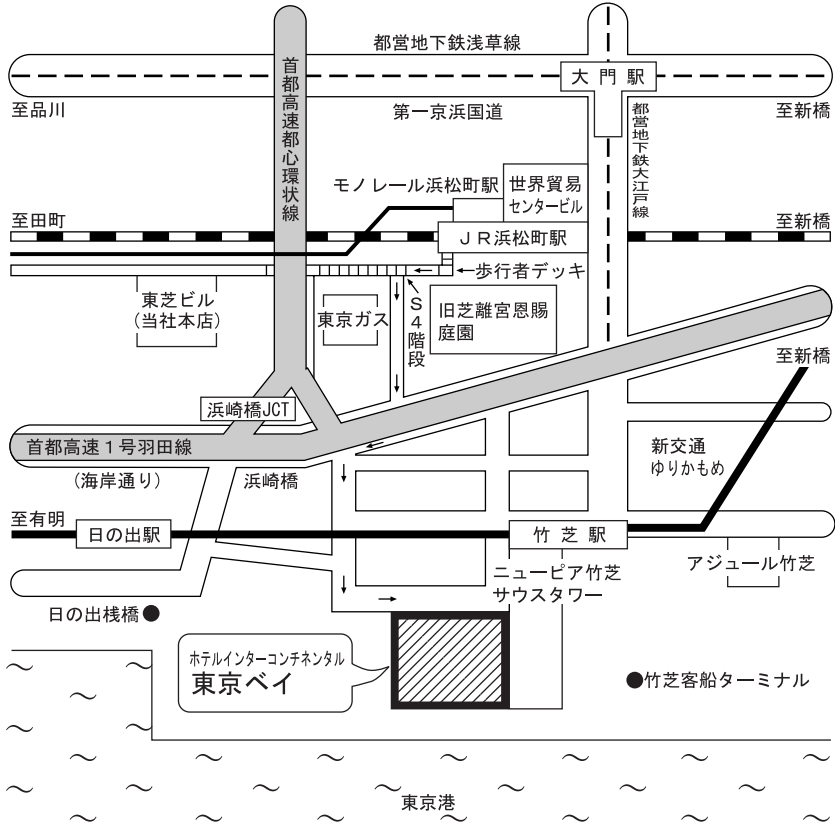 都営地下鉄浅草線
首都高速都心環状線
大門駅
至品川
第一京浜国道
都営地下鉄大江戸線
至新橋
モノレール浜松町駅
世界貿易
センタービル
至田町
JR浜松町駅
至新橋
歩行者デッキ
東芝ビル
(当社本店)
東京ガス
S4階段
旧芝離宮恩賜
庭園
至新橋
浜崎橋JCT
首都高速1号羽田線
(海岸通り)
浜崎橋
新交通
ゆりかもめ
至有明
日の出駅
竹芝駅
ニューピア竹芝
サウスタワー
アジュール竹芝
日の出桟橋
ホテルインターコンチネンタル
東京ベイ
竹芝客船ターミナル
東京港